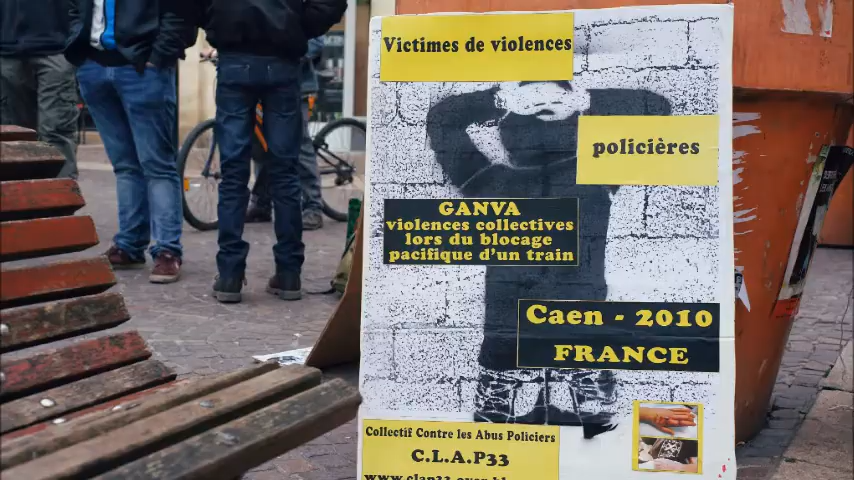 Victimes de violences
policières
GANVA
violences collectives
lors du blocage
pacifique d'un train
Caen - 2010
FRANCE
Collectif Contre les Abus Policiers
C.L.A.P33